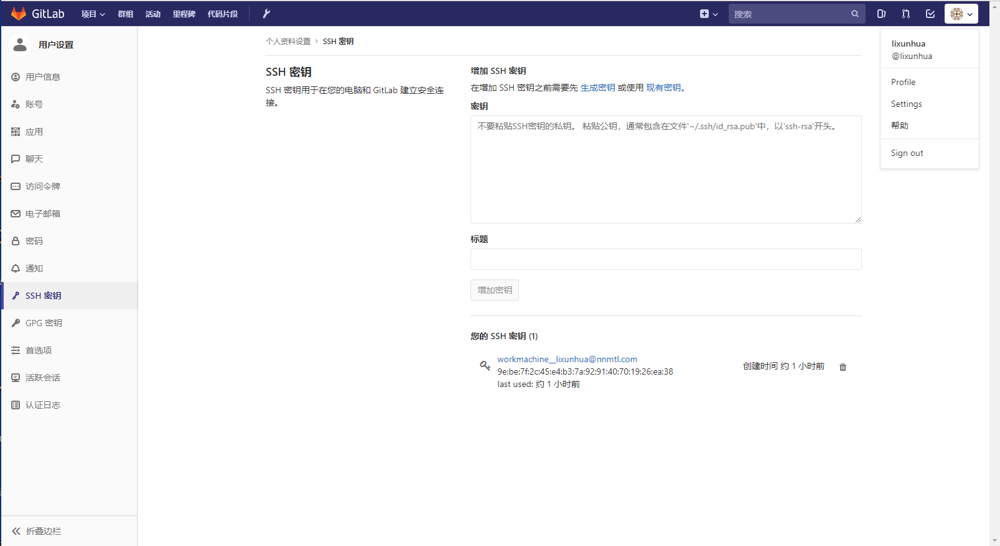 GitLab 项目 群组 活动 里程碑 代码片段 搜索
用户设置
用户信息
账号
应用
聊天
访问令牌
电子邮箱
密码
通知
SSH 密钥
GPG 密钥
首选项
活跃会话
认证日志
折叠边栏
个人资料设置 › SSH 密钥
SSH 密钥
SSH 密钥用于在您的电脑和 GitLab 建立安全连
接。
增加 SSH 密钥
在增加 SSH 密钥之前需要先 生成密钥 或使用 现有密钥。
密钥
不要粘贴SSH密钥的私钥。 粘贴公钥，通常包含在文件'~/.ssh/id_rsa.pub'中，以'ssh-rsa'开头。
标题
增加密钥
您的 SSH 密钥 (1)
workmachine__lixunhua@nnmtl.com
9e:be:7f:2c:45:e4:b3:7a:92:91:40:70:19:26:ea:38
last used: 约 1 小时前
创建时间 约 1 小时前
lixunhua
@lixunhua
Profile
Settings
帮助
Sign out